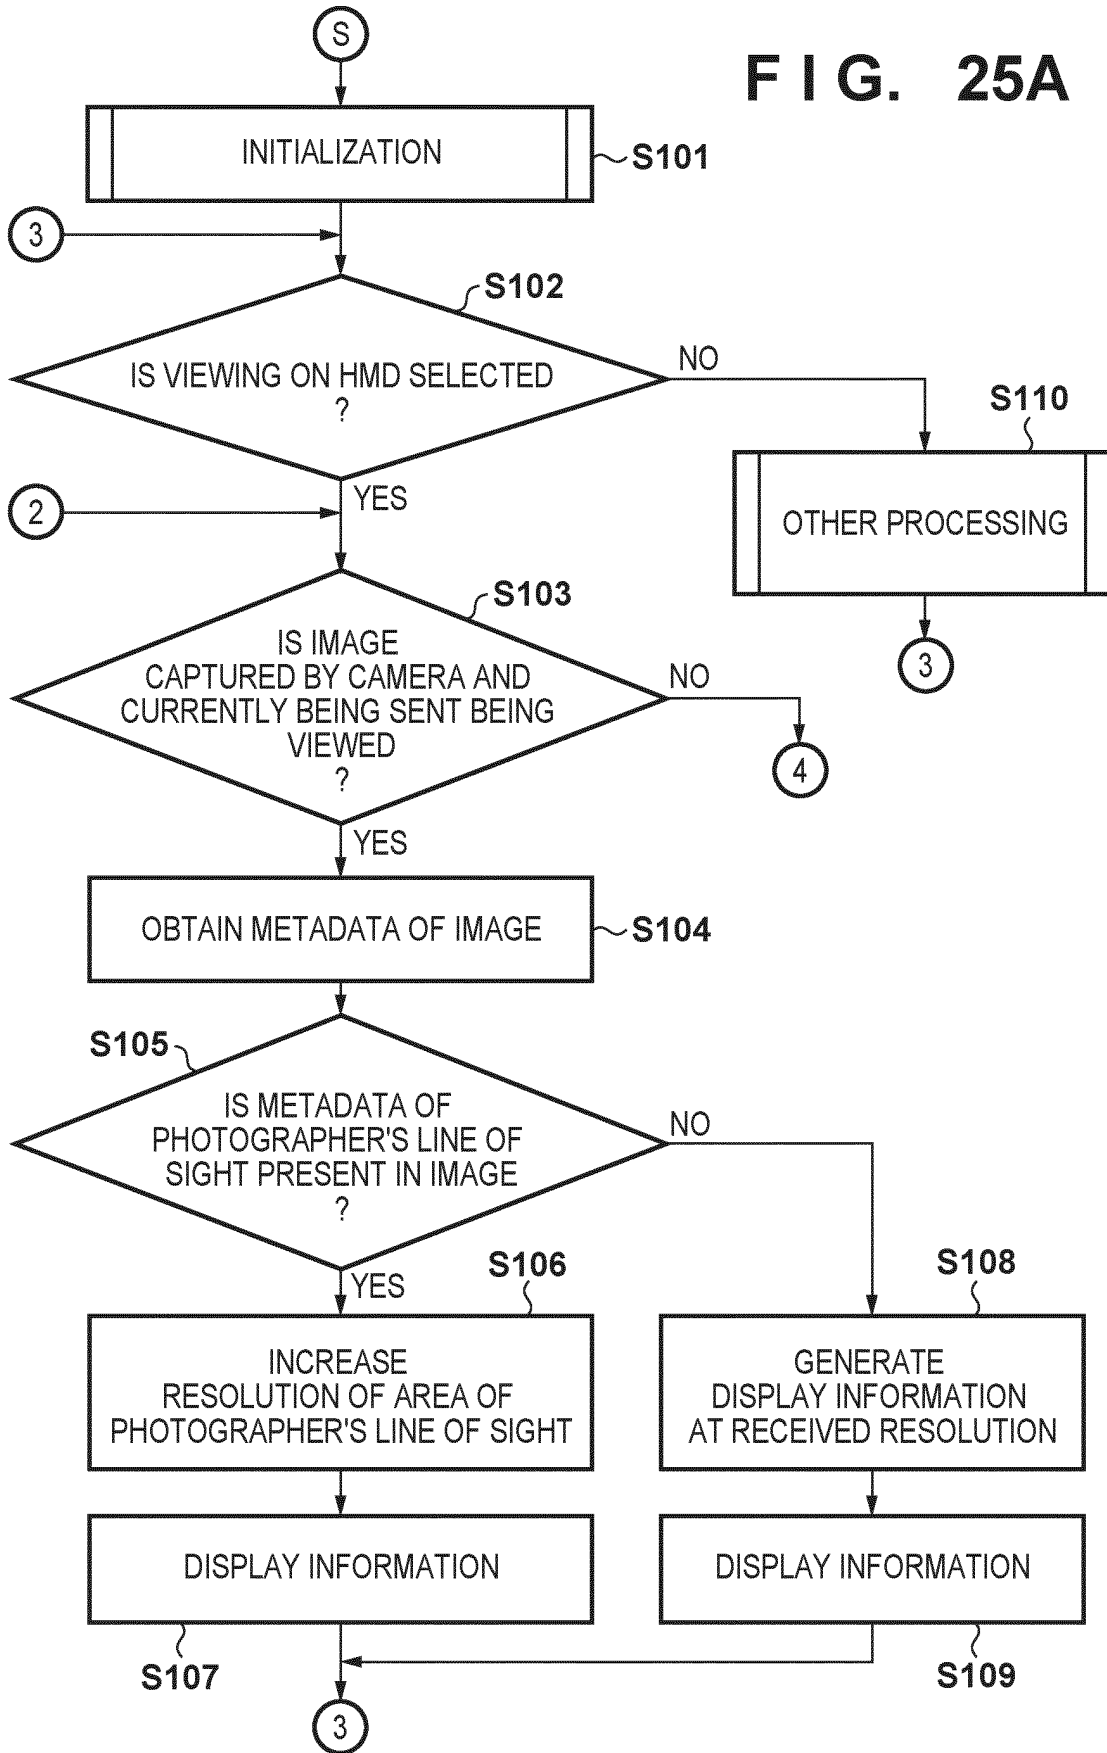 S
FIG. 25A
INITIALIZATION
S101
3
S102
IS VIEWING ON HMD SELECTED
?
NO
YES
S110
OTHER PROCESSING
3
2
S103
IS IMAGE
CAPTURED BY CAMERA AND
CURRENTLY BEING SENT BEING
VIEWED
?
NO
4
YES
OBTAIN METADATA OF IMAGE
S104
S105
IS METADATA OF
PHOTOGRAPHER'S LINE OF
SIGHT PRESENT IN IMAGE
?
NO
YES
S106
INCREASE
RESOLUTION OF AREA OF
PHOTOGRAPHER'S LINE OF SIGHT
S108
GENERATE
DISPLAY INFORMATION
AT RECEIVED RESOLUTION
DISPLAY INFORMATION
S107
DISPLAY INFORMATION
S109
3